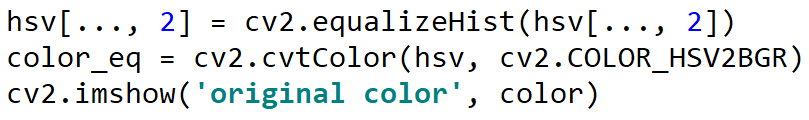 hsv[..., 2] = cv2.equalizeHist(hsv[..., 2])
color_eq = cv2.cvtColor(hsv, cv2.COLOR_HSV2BGR)
cv2.imshow('original color', color)